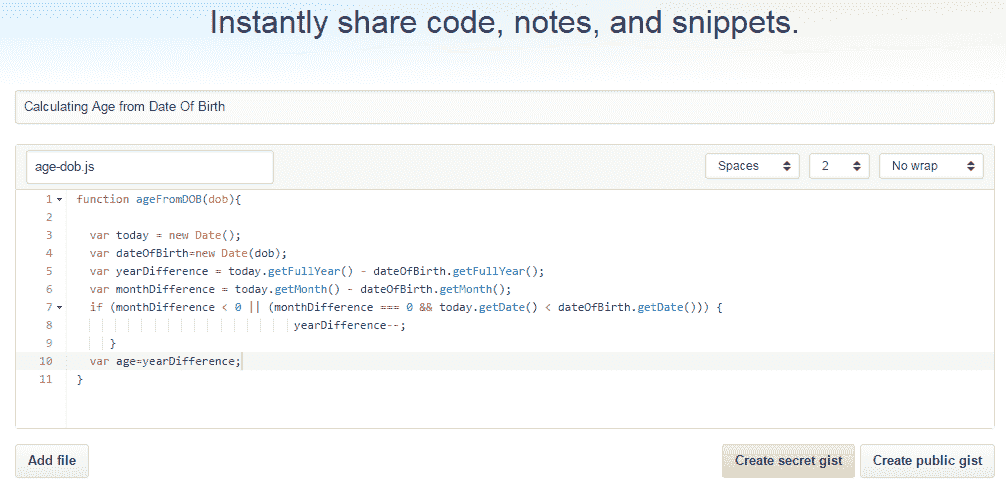 Instantly share code, notes, and snippets.
Calculating Age from Date Of Birth
age-dob.js
Spaces 2 No wrap
1 function ageFromDOB(dob){
2
3 var today = new Date();
4 var dateOfBirth=new Date(dob);
5 var yearDifference = today.getFullYear() - dateOfBirth.getFullYear();
6 var monthDifference = today.getMonth() - dateOfBirth.getMonth();
7 if (monthDifference < 0 || (monthDifference === 0 && today.getDate() < dateOfBirth.getDate())) {
8 yearDifference--;
9 }
10 var age=yearDifference;
11 }
Add file Create secret gist Create public gist